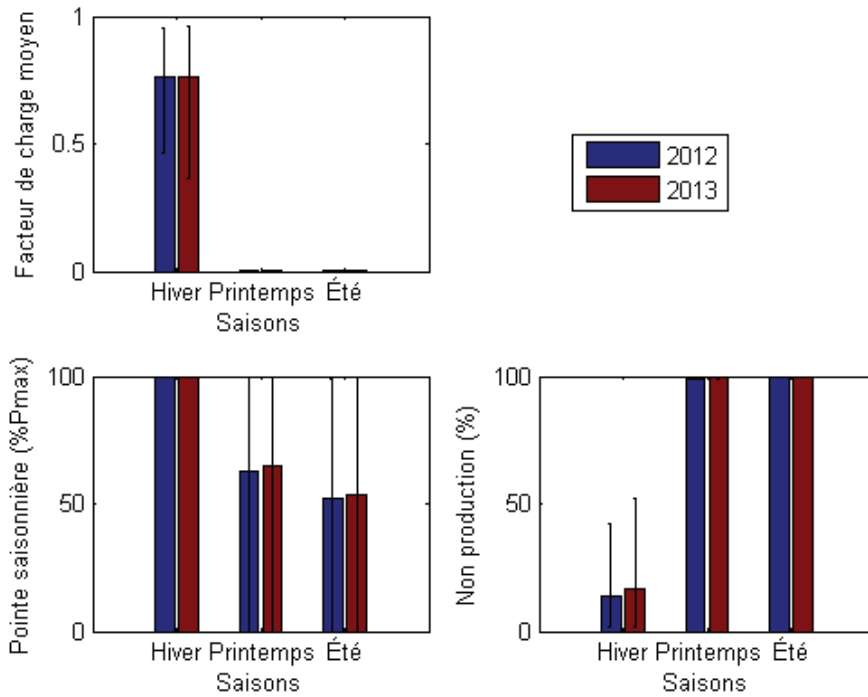 1
0.5
0
Facteur de charge moyen
Hiver Printemps Été
Saisons
2012
2013
100
50
0
Pointe saisonnière (%Pmax)
Hiver Printemps Été
Saisons
100
50
0
Non production (%)
Hiver Printemps Été
Saisons